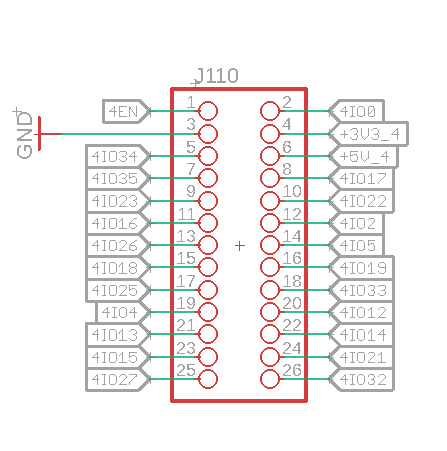 J110
4EN 1 2 4IO0
GND 3 4 +3V3_4
4IO34 5 6 +5V_4
4IO35 7 8 4IO17
4IO23 9 10 4IO22
4IO16 11 12 4IO2
4IO26 13 14 4IO5
4IO18 15 16 4IO19
4IO25 17 18 4IO33
4IO4 19 20 4IO12
4IO13 21 22 4IO14
4IO15 23 24 4IO21
4IO27 25 26 4IO32